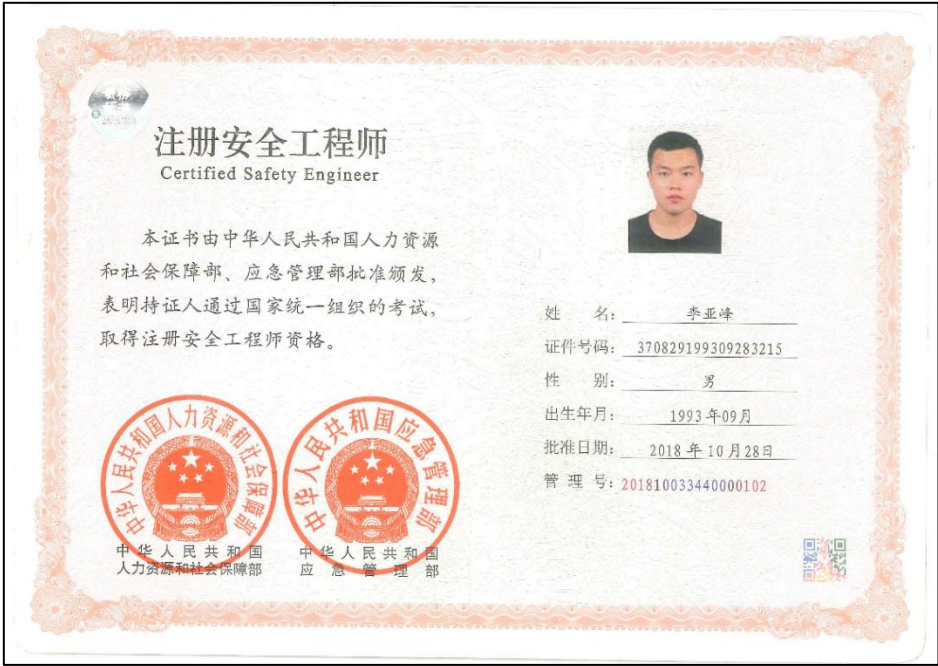 注册安全工程师
Certified Safety Engineer
本证书由中华人民共和国人力资源
和社会保障部、应急管理部批准颁发，
表明持证人通过国家统一组织的考试，
取得注册安全工程师资格。
中华人民共和国人力资源和社会保障部
中华人民共和国应急管理部
中华人民共和国
人力资源和社会保障部
中华人民共和国
应急管理部
姓 名： 李亚峰
证件号码： 370829199309283215
性 别： 男
出生年月： 1993年09月
批准日期： 2018年10月28日
管 理 号：201810033440000102